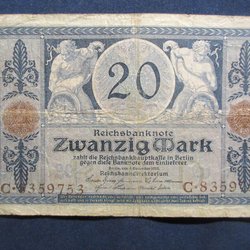 20
Reichsbanknote
Zwanzig Mark
zahlt die Reichsbankhauptkasse in Berlin
gegen diese Banknote dem Einlieferer
Reichsbankdirektorium
C·8359753 C·8359